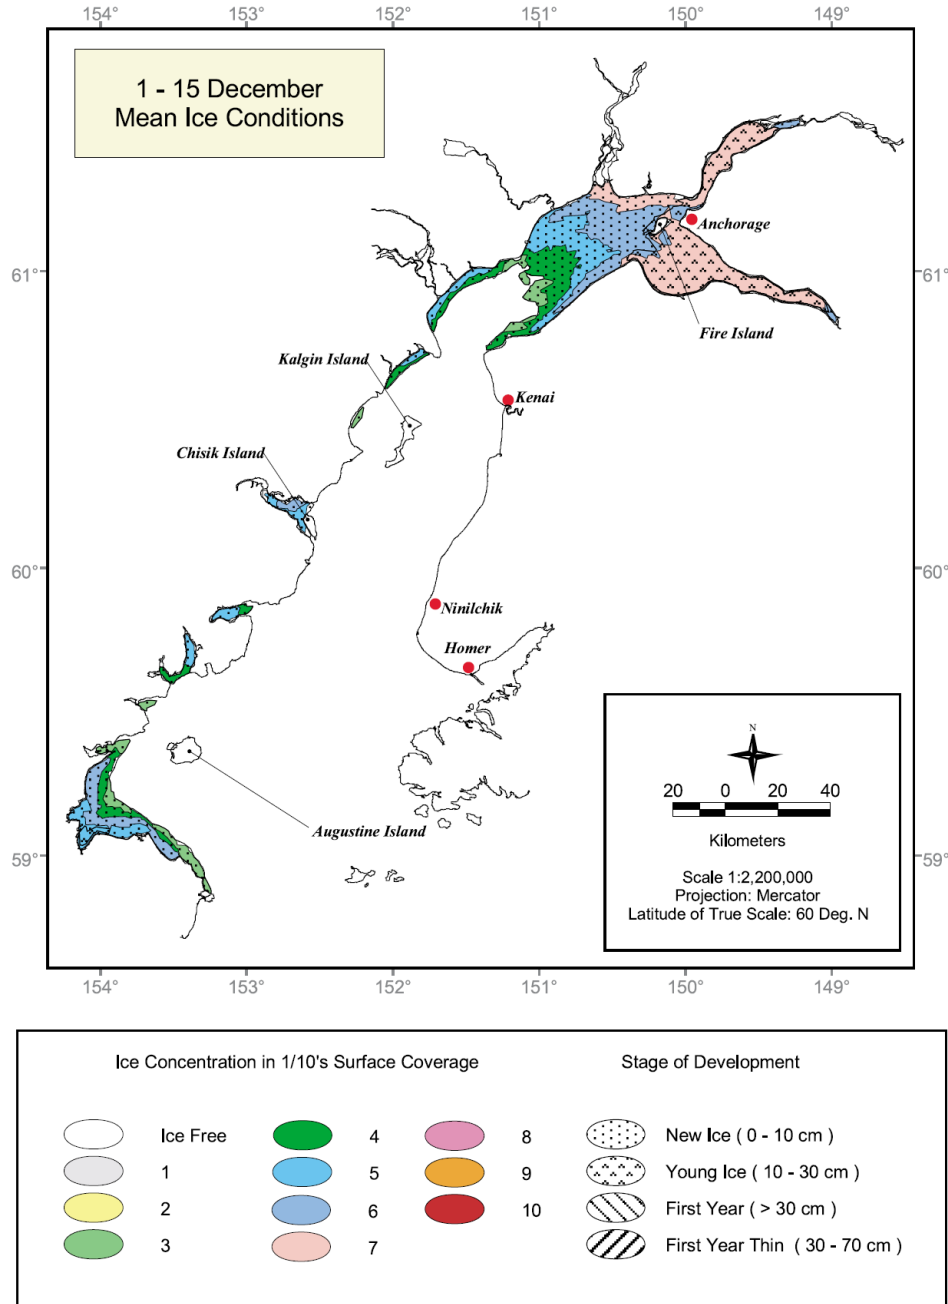 154° 153° 152° 151° 150° 149°
1 - 15 December
Mean Ice Conditions
Anchorage
61° 61°
Fire Island
Kalgin Island
Kenai
Chisik Island
60° 60°
Ninilchik
Homer
N
20 0 20 40
Kilometers
Augustine Island
59° 59°
Scale 1:2,200,000
Projection: Mercator
Latitude of True Scale: 60 Deg. N
154° 153° 152° 151° 150° 149°
Ice Concentration in 1/10's Surface Coverage
Ice Free
1
2
3
4
5
6
7
8
9
10
Stage of Development
New Ice ( 0 - 10 cm )
Young Ice ( 10 - 30 cm )
First Year ( > 30 cm )
First Year Thin ( 30 - 70 cm )